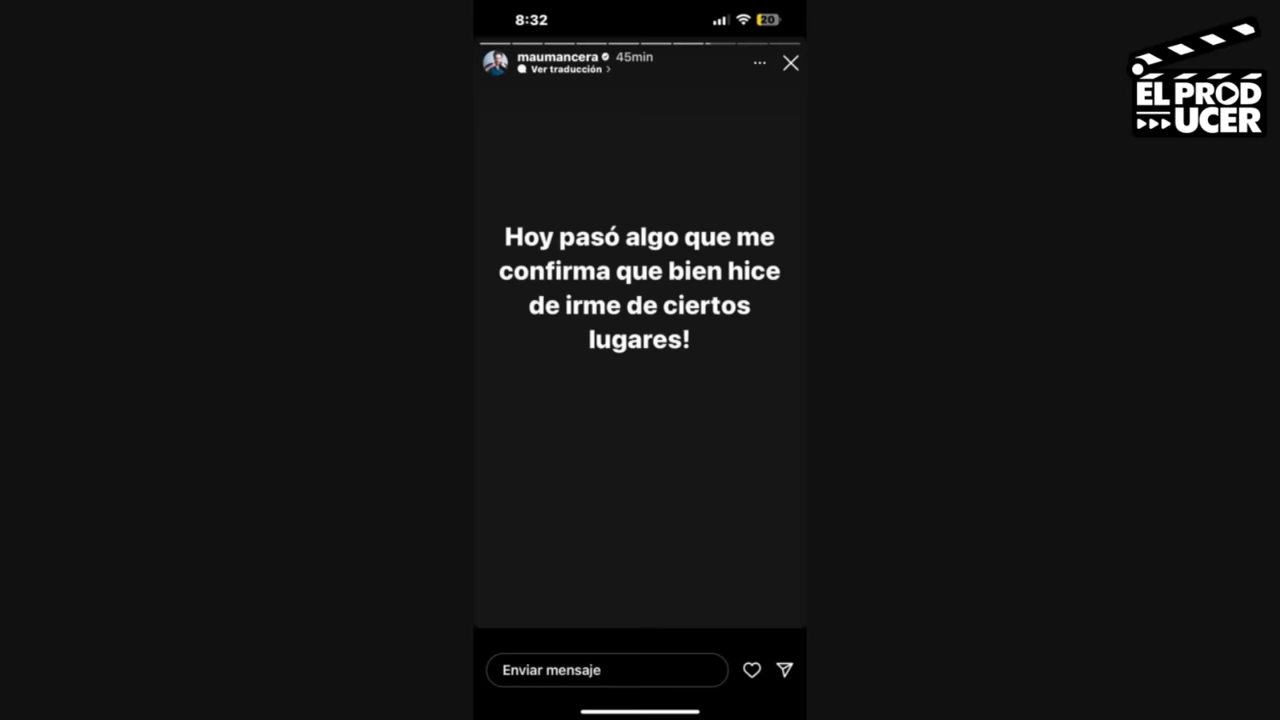 8:32
20
maumancera 45min
Ver traducción
Hoy pasó algo que me
confirma que bien hice
de irme de ciertos
lugares!
Enviar mensaje
EL PROD
UCER